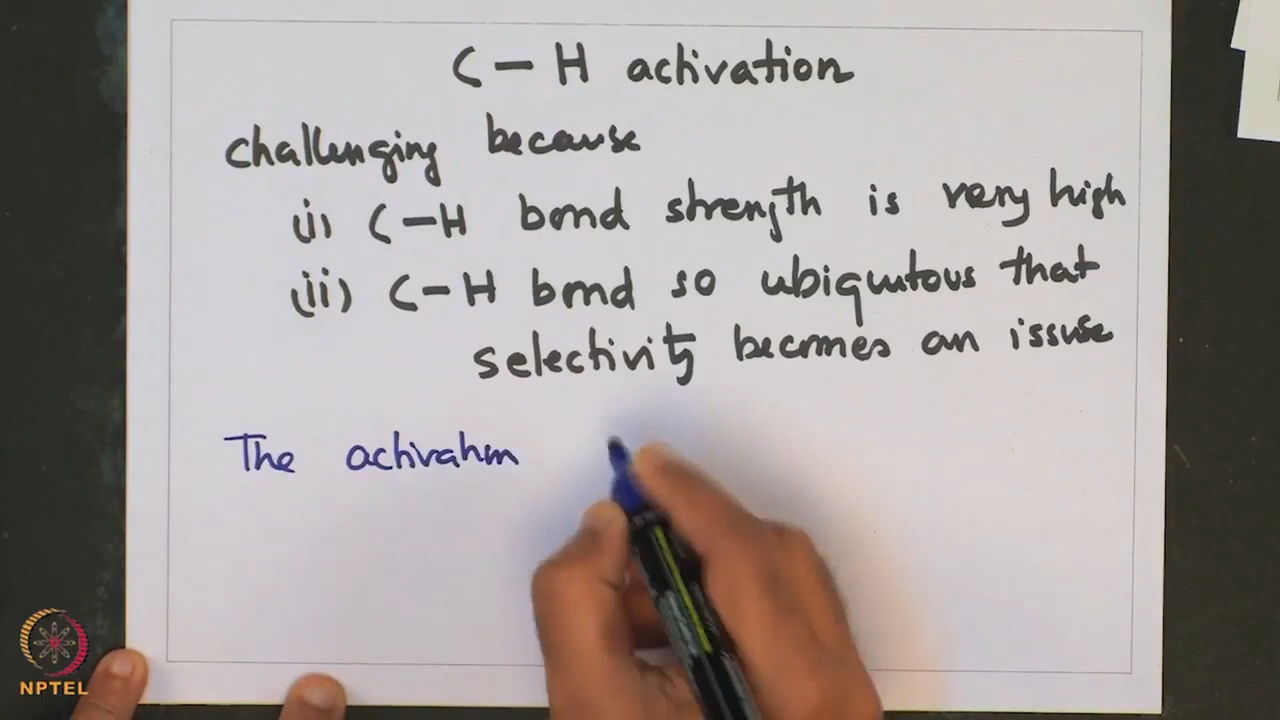 C-H activation
challenging because
(i) C-H bond strength is very high
(ii) C-H bond so ubiquitous that
selectivity becomes an issue
The activation
NPTEL